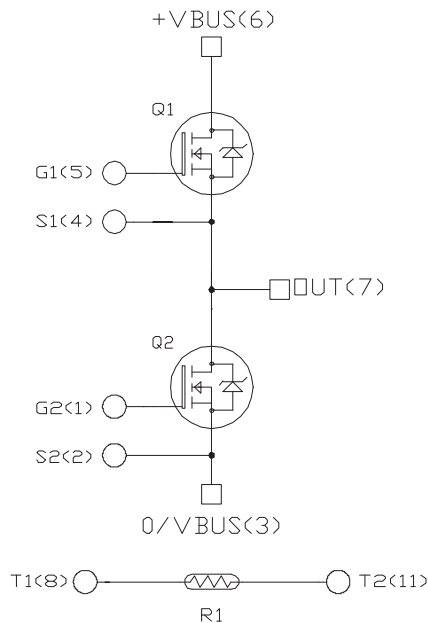 +VBUS(6)
Q1
G1(5)
S1(4)
OUT(7)
Q2
G2(1)
S2(2)
0/VBUS(3)
T1(8)
T2(11)
R1